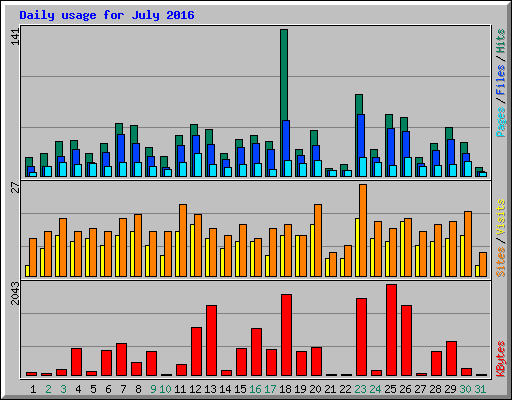 Daily usage for July 2016
141
Pages / Files / Hits
27
Sites / Visits
2043
KBytes
1 2 3 4 5 6 7 8 9 10 11 12 13 14 15 16 17 18 19 20 21 22 23 24 25 26 27 28 29 30 31